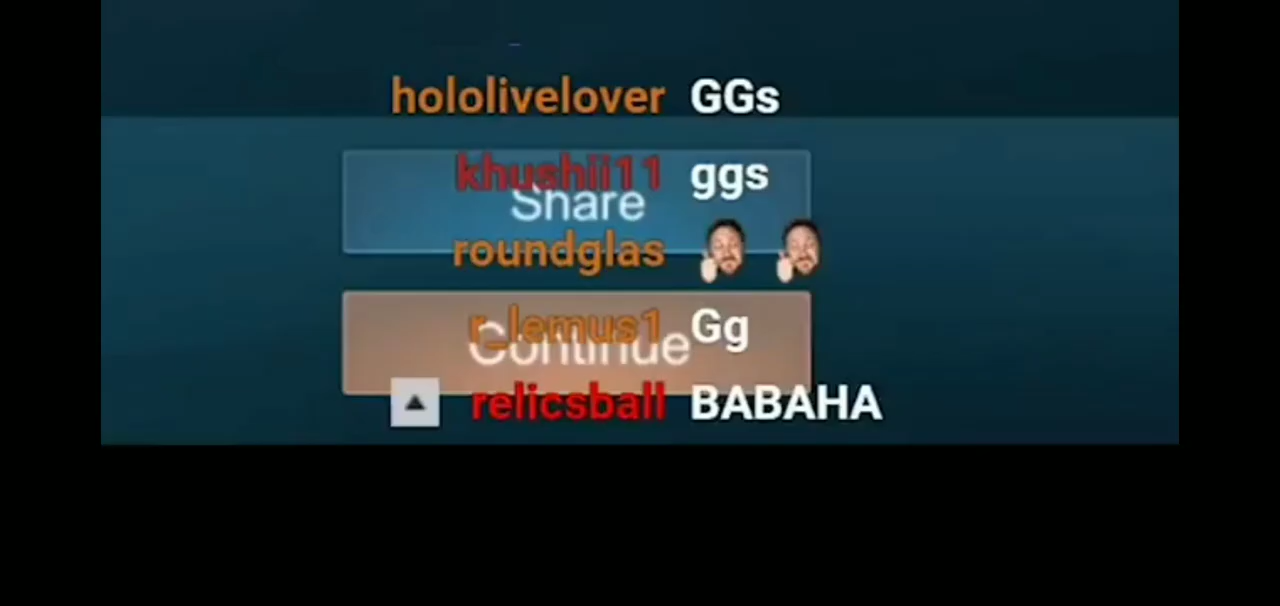 hololivelover GGs
khushii11 ggs
Share
roundglas
r_lemus1 Gg
Continue
relicsball BABAHA